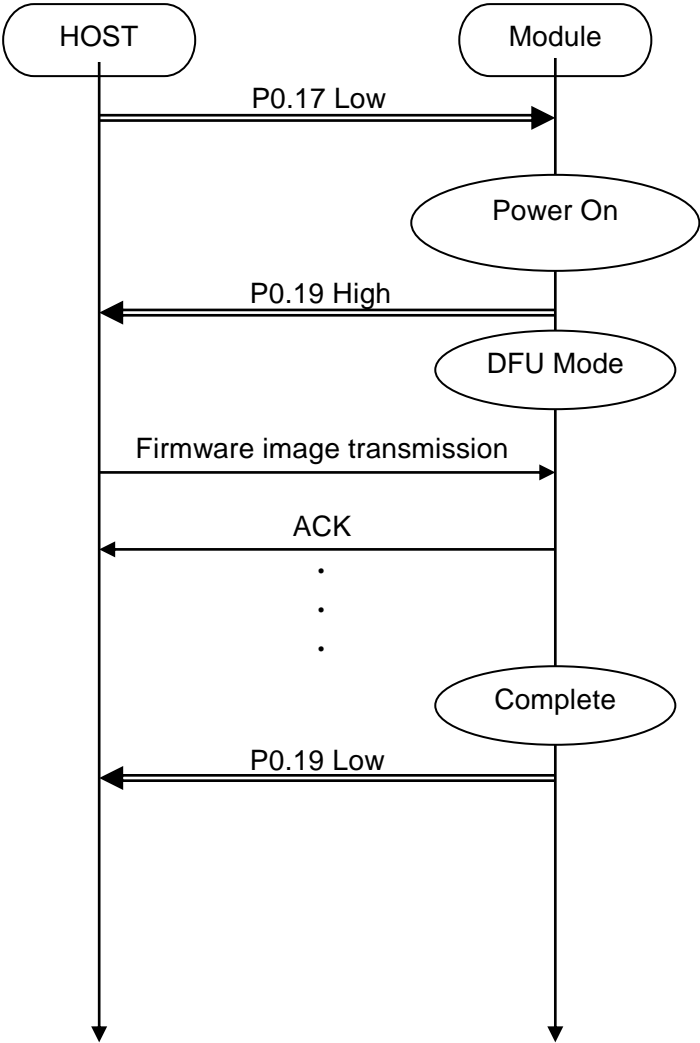 HOST
Module
P0.17 Low
Power On
P0.19 High
DFU Mode
Firmware image transmission
ACK
.
.
.
Complete
P0.19 Low